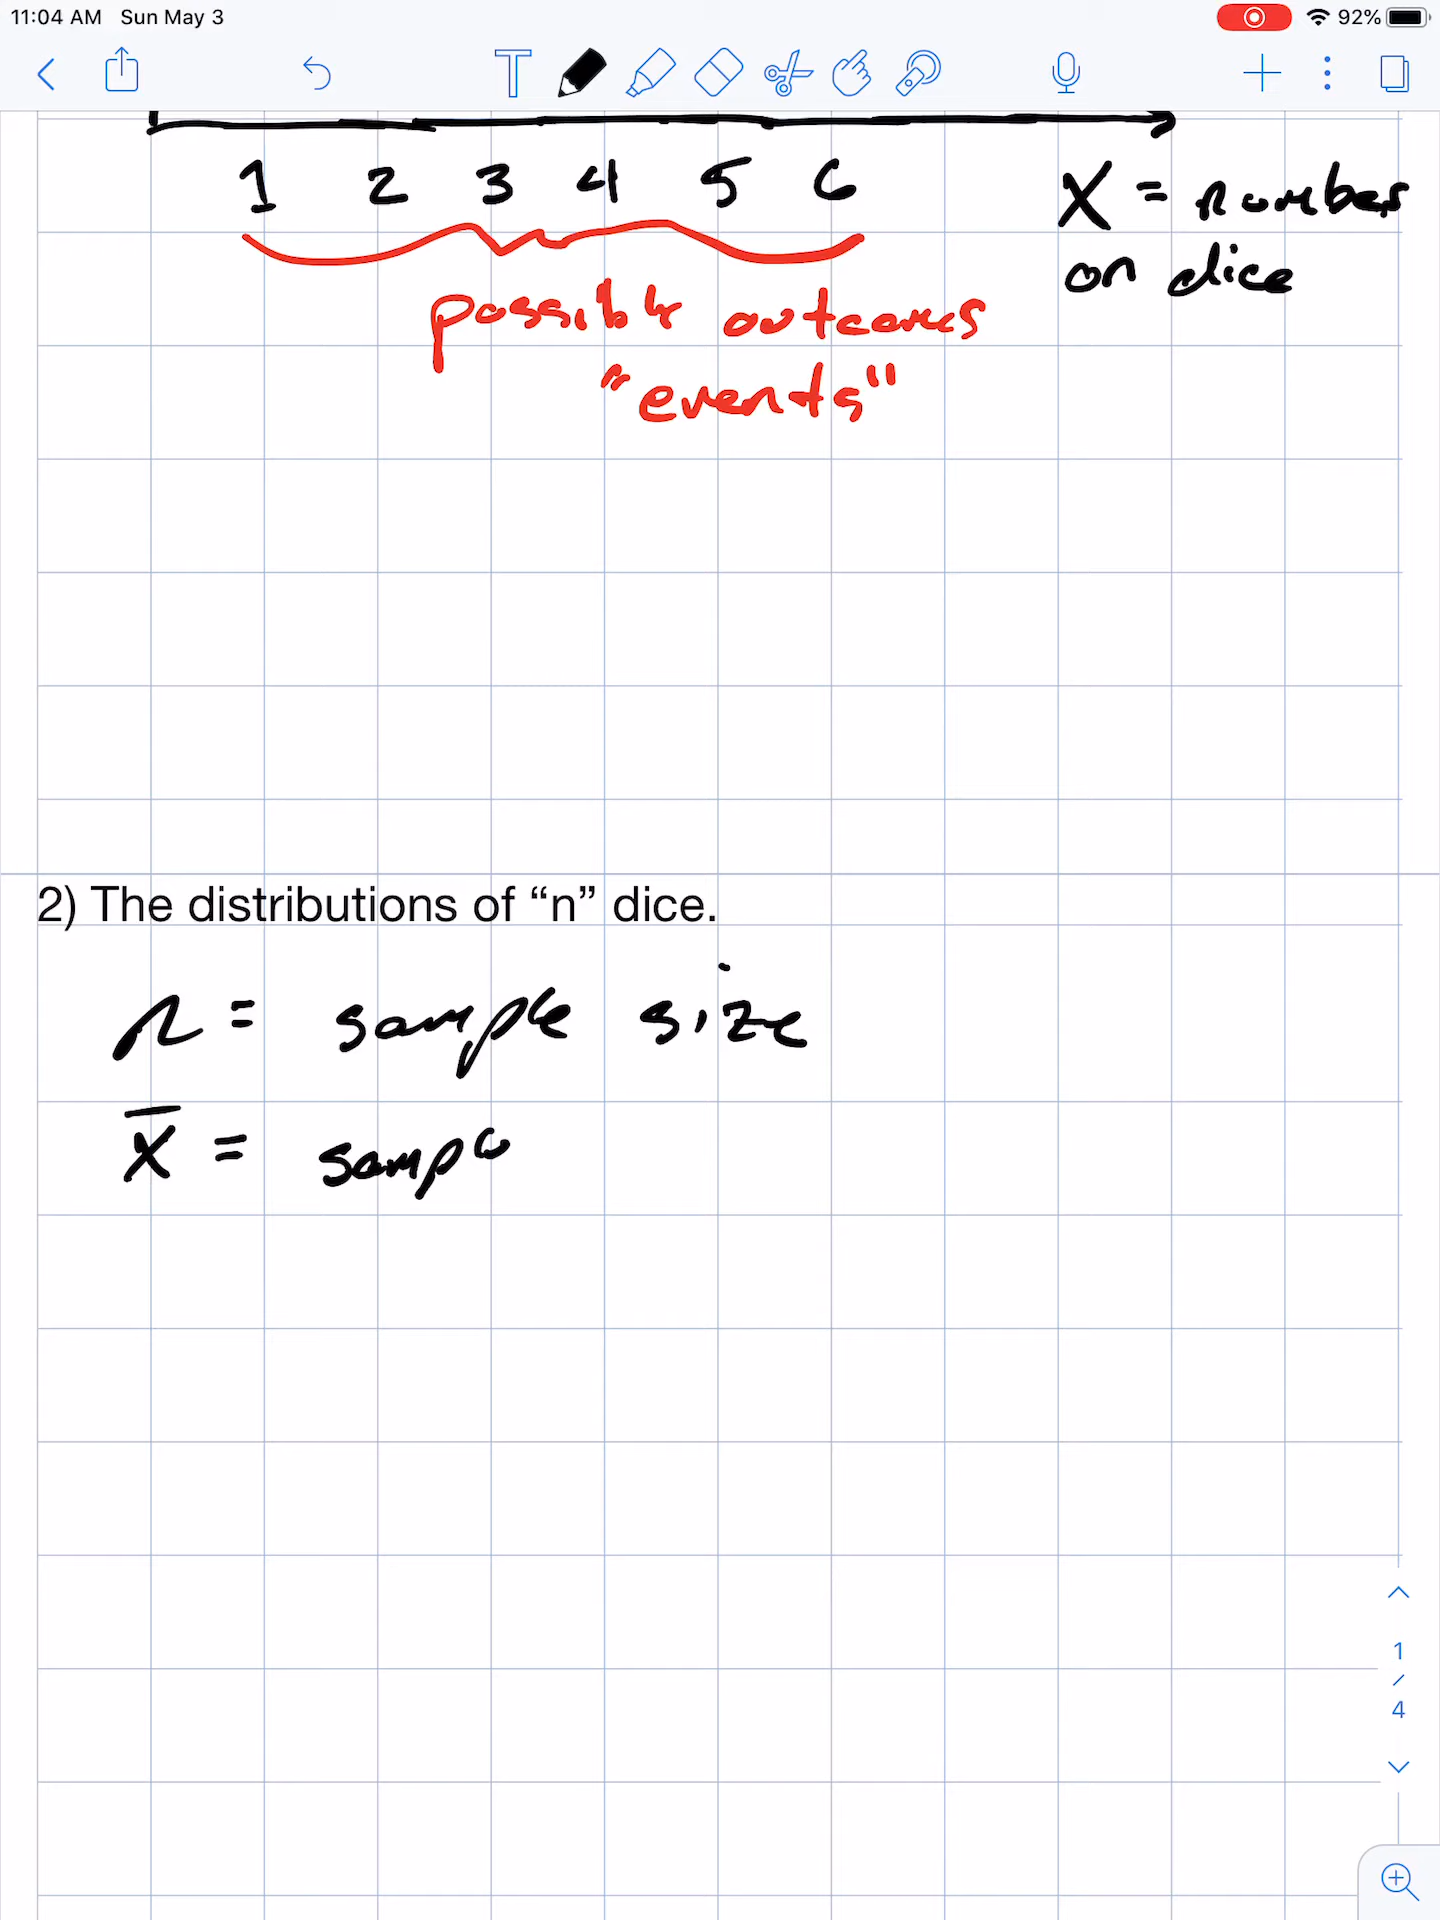 11:04 AM Sun May 3 92%
1 2 3 4 5 6
X = number
on dice
possible outcomes
"events"
2) The distributions of “n” dice.
n = sample size
x̄ = sample
1
/
4